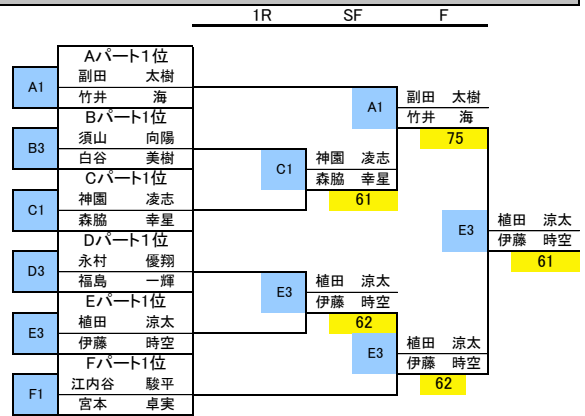 1R SF F
Aパート1位
A1 副田 太樹
竹井 海
Bパート1位
B3 須山 向陽
白谷 美樹
Cパート1位
C1 神園 凌志
森脇 幸星
Dパート1位
D3 永村 優翔
福島 一輝
Eパート1位
E3 植田 涼太
伊藤 時空
Fパート1位
F1 江内谷 駿平
宮本 卓実
C1 神園 凌志
森脇 幸星
61
E3 植田 涼太
伊藤 時空
62
A1 副田 太樹
竹井 海
75
E3 植田 涼太
伊藤 時空
62
E3 植田 涼太
伊藤 時空
61